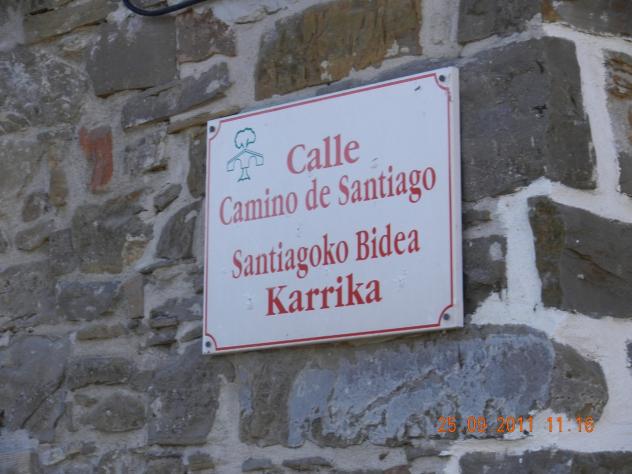 Calle
Camino de Santiago
Santiagoko Bidea
Karrika
25.09.2011 11:16